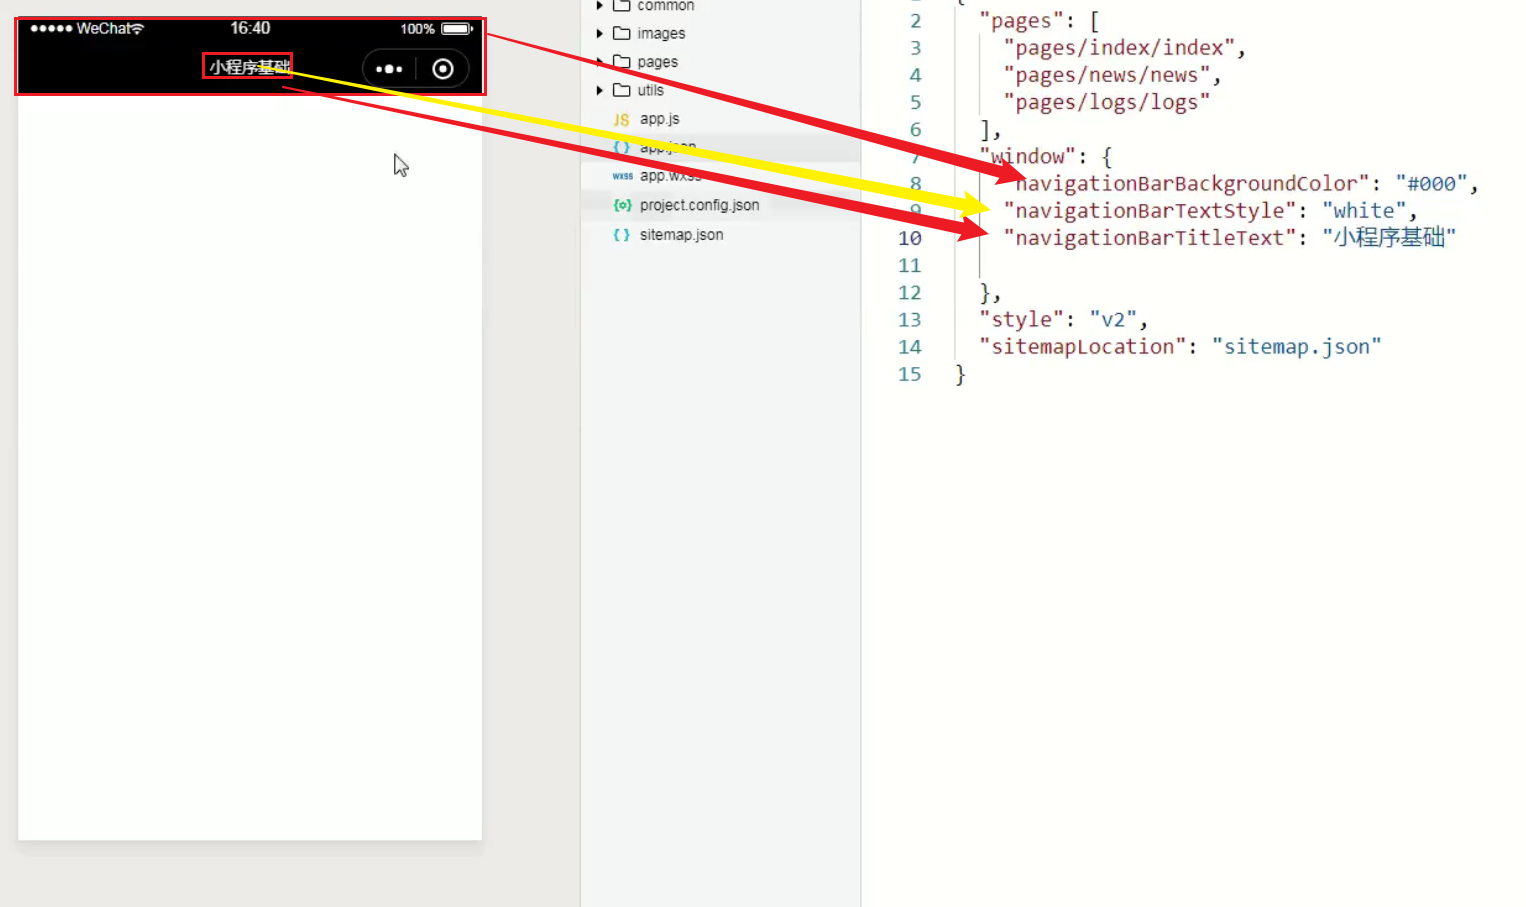 WeChat 16:40 100%
小程序基础
common
images
pages
utils
JS app.js
{ } app.json
wxss app.wxss
{o} project.config.json
{ } sitemap.json
2 "pages": [
3 "pages/index/index",
4 "pages/news/news",
5 "pages/logs/logs"
6 ],
7 "window": {
8 "navigationBarBackgroundColor": "#000",
9 "navigationBarTextStyle": "white",
10 "navigationBarTitleText": "小程序基础"
11
12 },
13 "style": "v2",
14 "sitemapLocation": "sitemap.json"
15 }